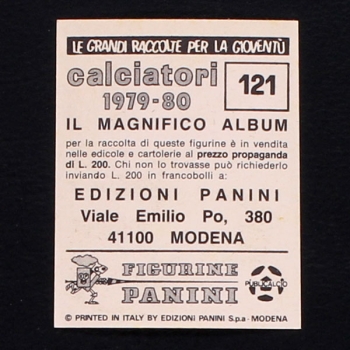 LE GRANDI RACCOLTE PER LA GIOVENTÙ
calciatori
1979-80
121
IL MAGNIFICO ALBUM
per la raccolta di queste figurine è in vendita
nelle edicole e cartolerie al prezzo propaganda
di L. 200. Chi non lo trovasse può richiederlo
inviando L. 200 in francobolli a:
EDIZIONI PANINI
Viale Emilio Po, 380
41100 MODENA
FIGURINE
PANINI
PUBLICALCIO
© PRINTED IN ITALY BY EDIZIONI PANINI S.p.a - MODENA